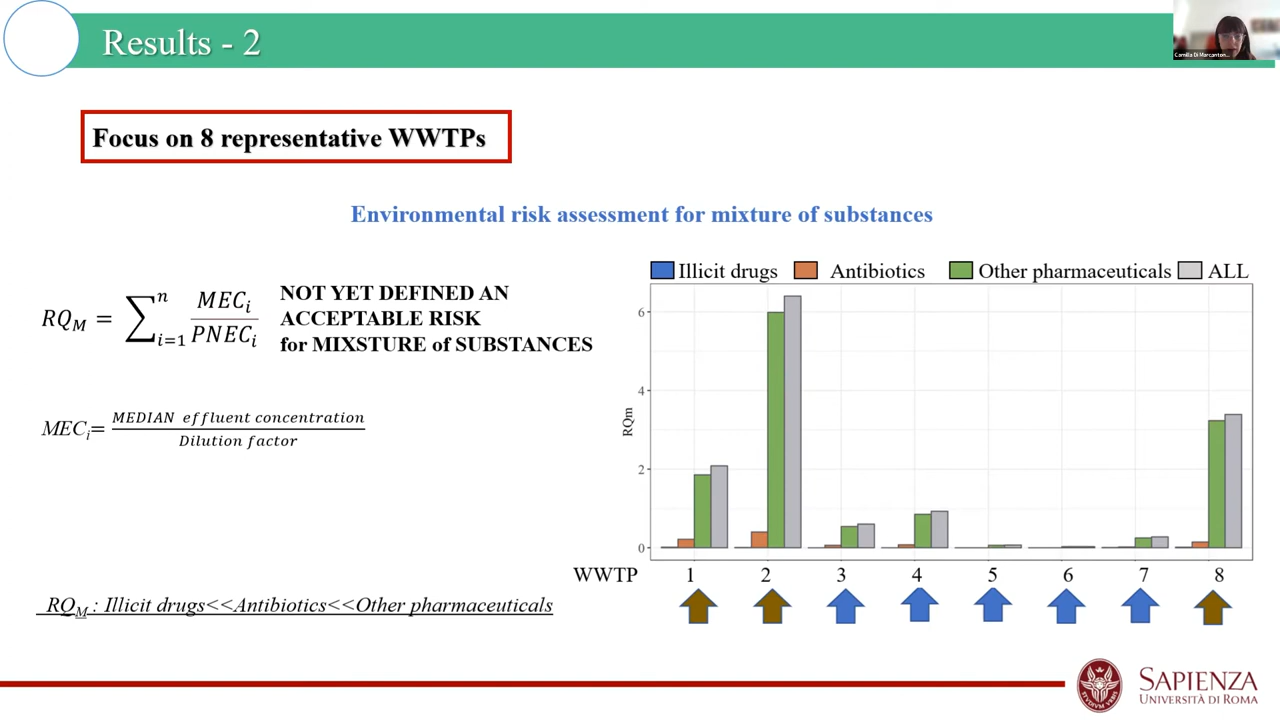 Results - 2
Camilla Di Marcanton...
Focus on 8 representative WWTPs
Environmental risk assessment for mixture of substances
RQ_M = ∑_{i=1}^{n} MEC_i / PNEC_i
NOT YET DEFINED AN
ACCEPTABLE RISK
for MIXSTURE of SUBSTANCES
MEC_i= MEDIAN effluent concentration / Dilution factor
RQ_M : Illicit drugs<<Antibiotics<<Other pharmaceuticals
Illicit drugs Antibiotics Other pharmaceuticals ALL
RQm
6
4
2
0
WWTP 1 2 3 4 5 6 7 8
SAPIENZA
UNIVERSITÀ DI ROMA